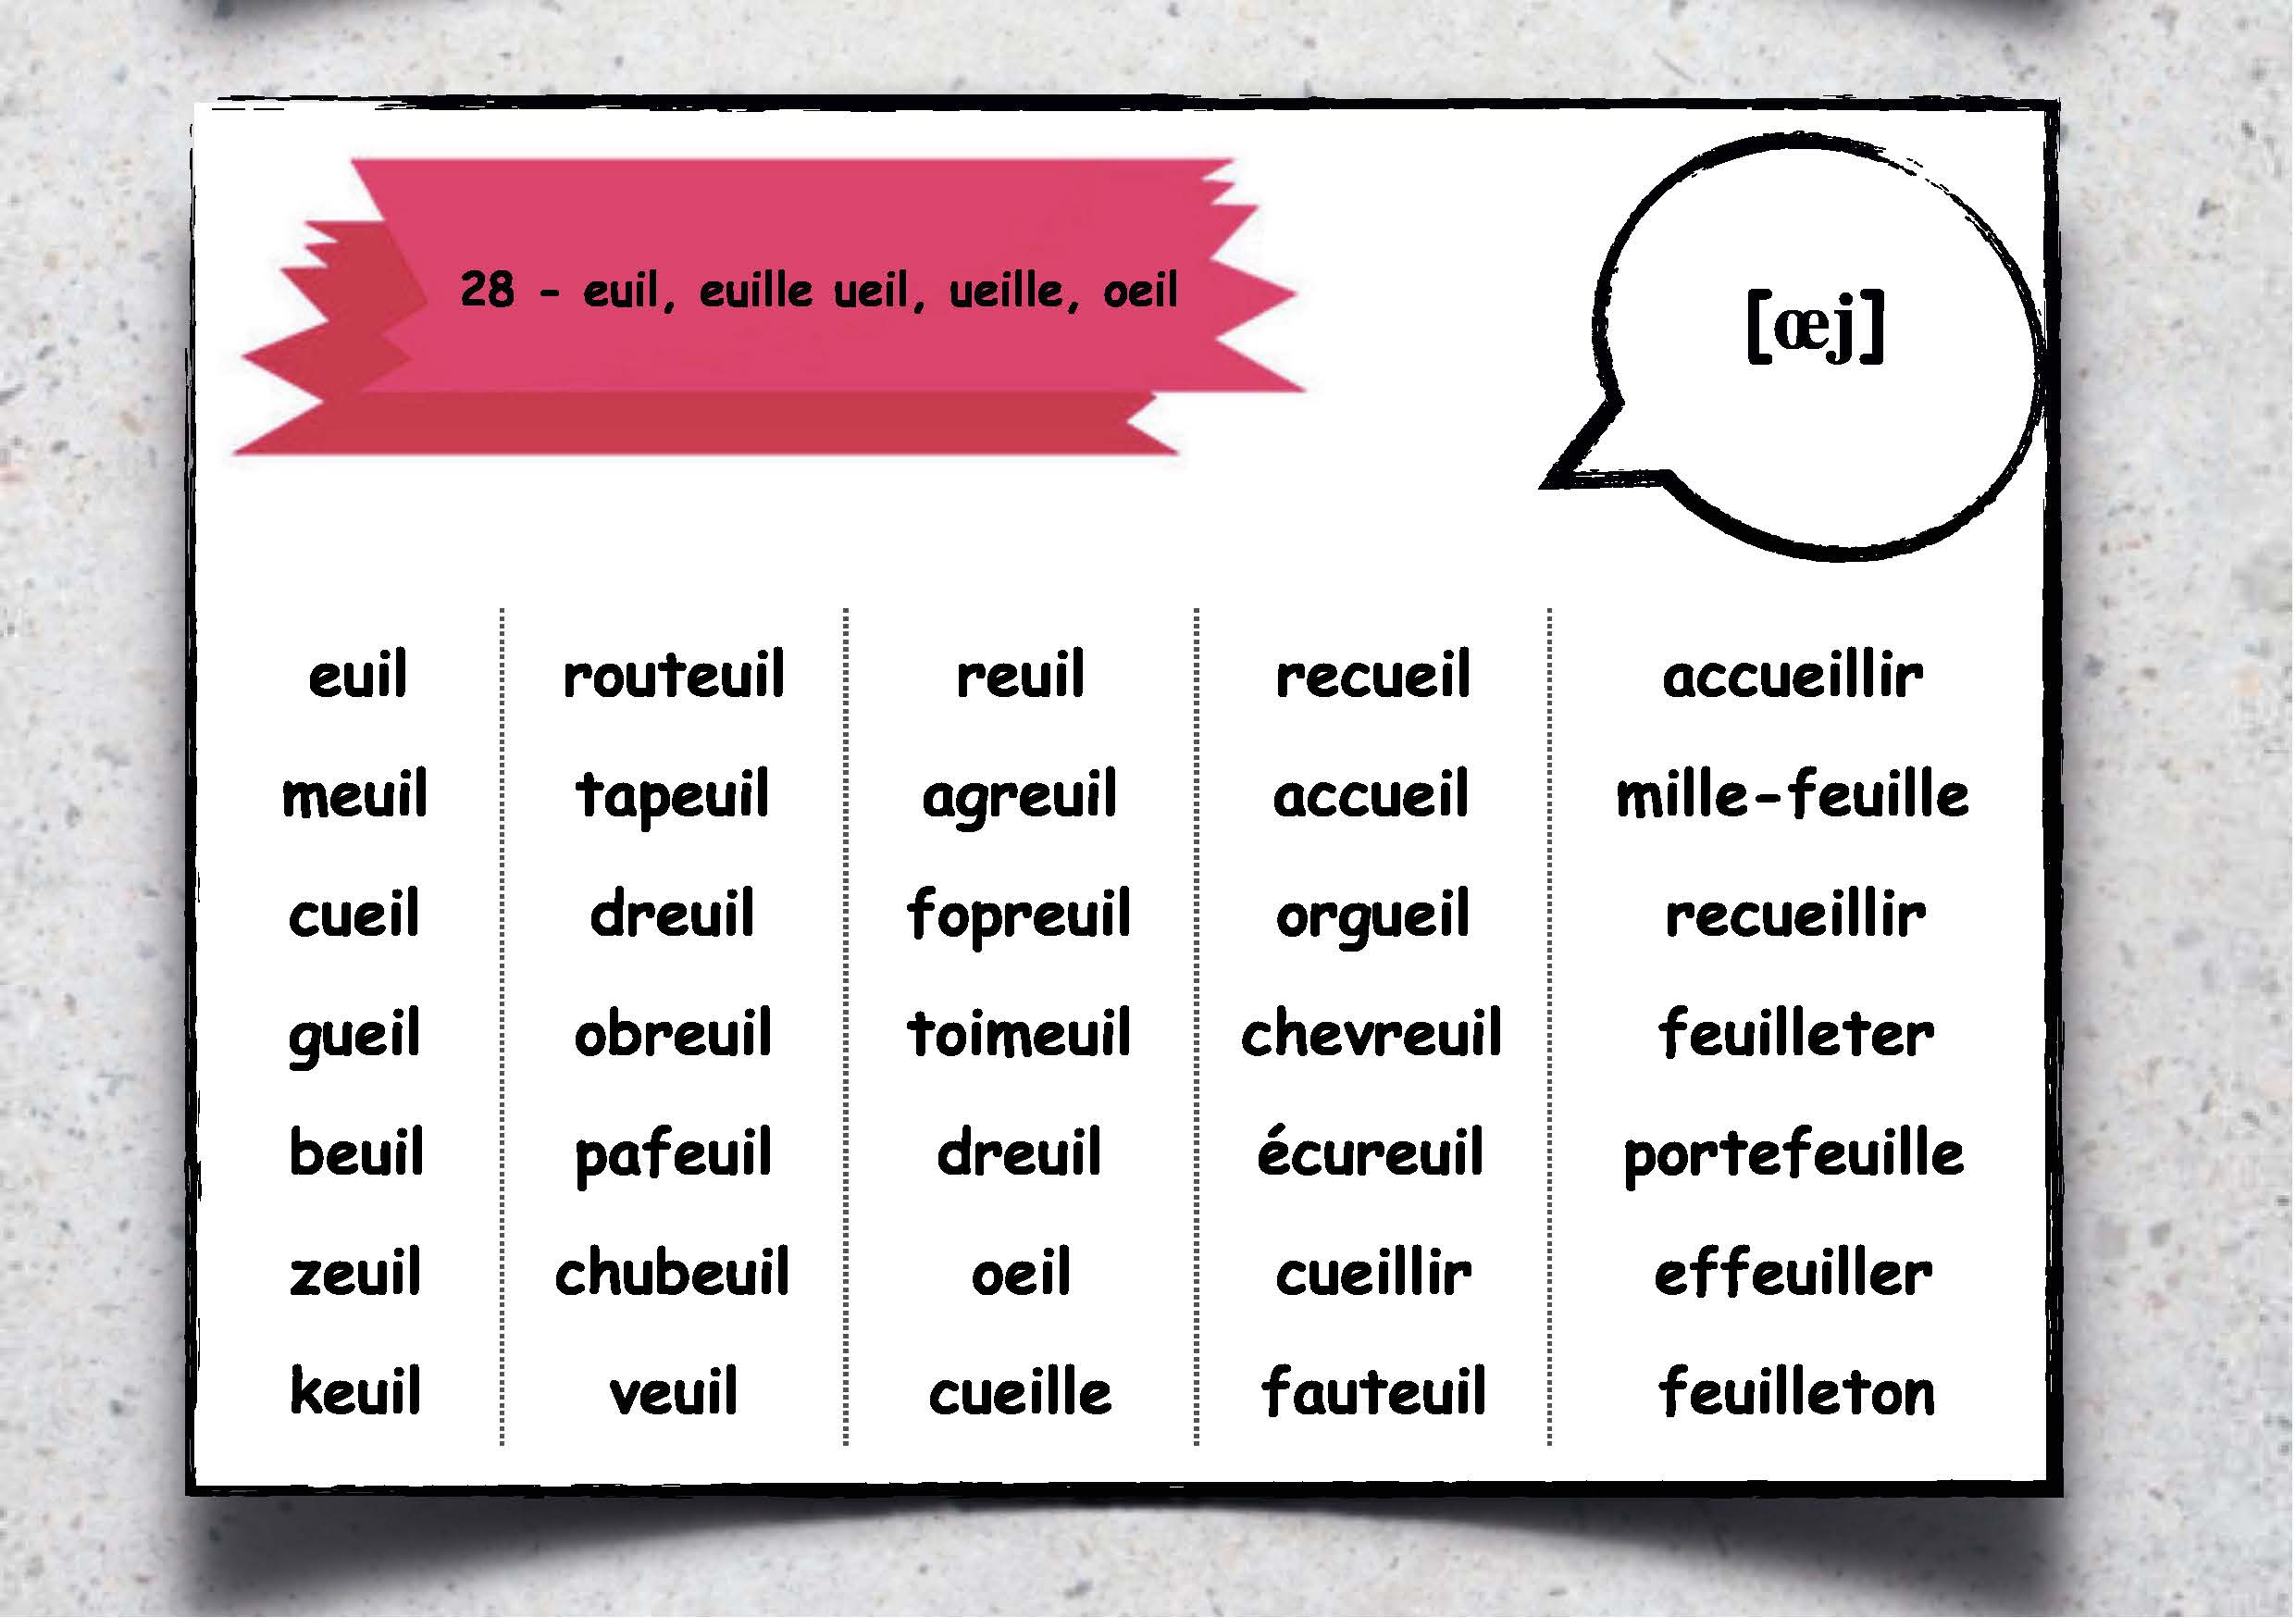 28 - euil, euille ueil, ueille, oeil
[œj]
euil routeuil reuil recueil accueillir
meuil tapeuil agreuil accueil mille-feuille
cueil dreuil fopreuil orgueil recueillir
gueil obreuil toimeuil chevreuil feuilleter
beuil pafeuil dreuil écureuil portefeuille
zeuil chubeuil oeil cueillir effeuiller
keuil veuil cueille fauteuil feuilleton